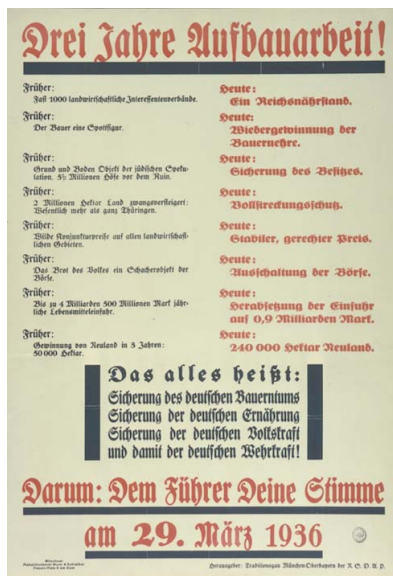 Drei Jahre Aufbauarbeit!
Früher:
Fast 1000 landwirtschaftliche Interessentenverbände.
Heute:
Ein Reichsnährstand.
Früher:
Der Bauer eine Spottfigur.
Heute:
Wiedergewinnung der
Bauernehre.
Früher:
Grund und Boden Objekt der jüdischen Speku-
lation. 5½ Millionen Höfe vor dem Ruin.
Heute:
Sicherung des Besitzes.
Früher:
2 Millionen Hektar Land zwangsversteigert:
Wesentlich mehr als ganz Thüringen.
Heute:
Vollstreckungsschutz.
Früher:
Wilde Konjunkturpreise auf allen landwirtschaft-
lichen Gebieten.
Heute:
Stabiler, gerechter Preis.
Früher:
Das Brot des Volkes ein Schacherobjekt der
Börse.
Heute:
Ausschaltung der Börse.
Früher:
Bis zu 4 Milliarden 500 Millionen Mark jähr-
liche Lebensmitteleinfuhr.
Heute:
Herabsetzung der Einfuhr
auf 0,9 Milliarden Mark.
Früher:
Gewinnung von Neuland in 3 Jahren:
50 000 Hektar.
Heute:
240 000 Hektar Neuland.
Das alles heißt:
Sicherung des deutschen Bauerntums
Sicherung der deutschen Ernährung
Sicherung der deutschen Volkskraft
und damit der deutschen Wehrkraft!
Darum: Dem Führer Deine Stimme
am 29. März 1936
Herausgeber: Traditionsgau München-Oberbayern der N. S. D. A. P.